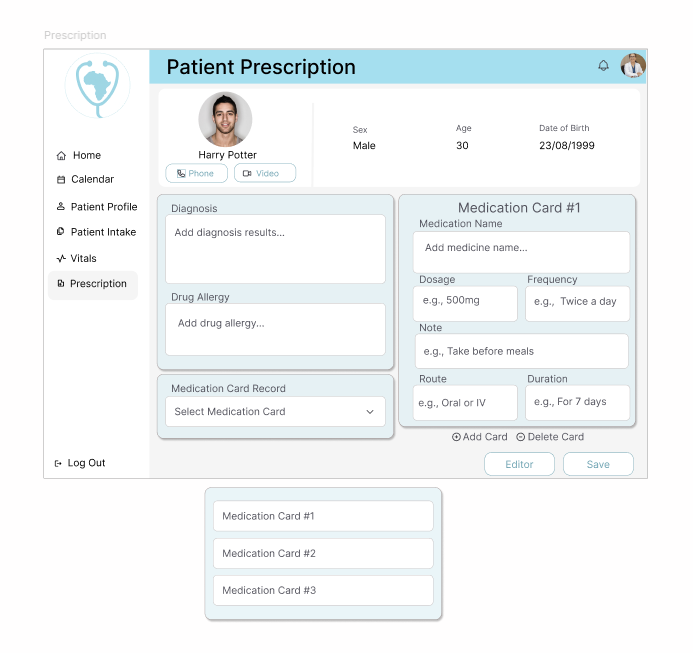 Prescription
Patient Prescription
Home
Calendar
Patient Profile
Patient Intake
Vitals
Prescription
Log Out
Harry Potter
Phone
Video
Sex
Male
Age
30
Date of Birth
23/08/1999
Diagnosis
Add diagnosis results...
Drug Allergy
Add drug allergy...
Medication Card Record
Select Medication Card
Medication Card #1
Medication Name
Add medicine name...
Dosage
e.g., 500mg
Frequency
e.g., Twice a day
Note
e.g., Take before meals
Route
e.g., Oral or IV
Duration
e.g., For 7 days
Add Card
Delete Card
Editor
Save
Medication Card #1
Medication Card #2
Medication Card #3